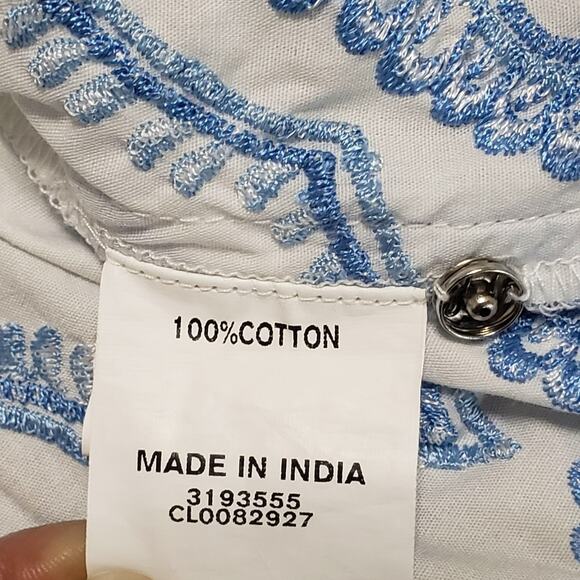 100%COTTON
MADE IN INDIA
3193555
CL0082927